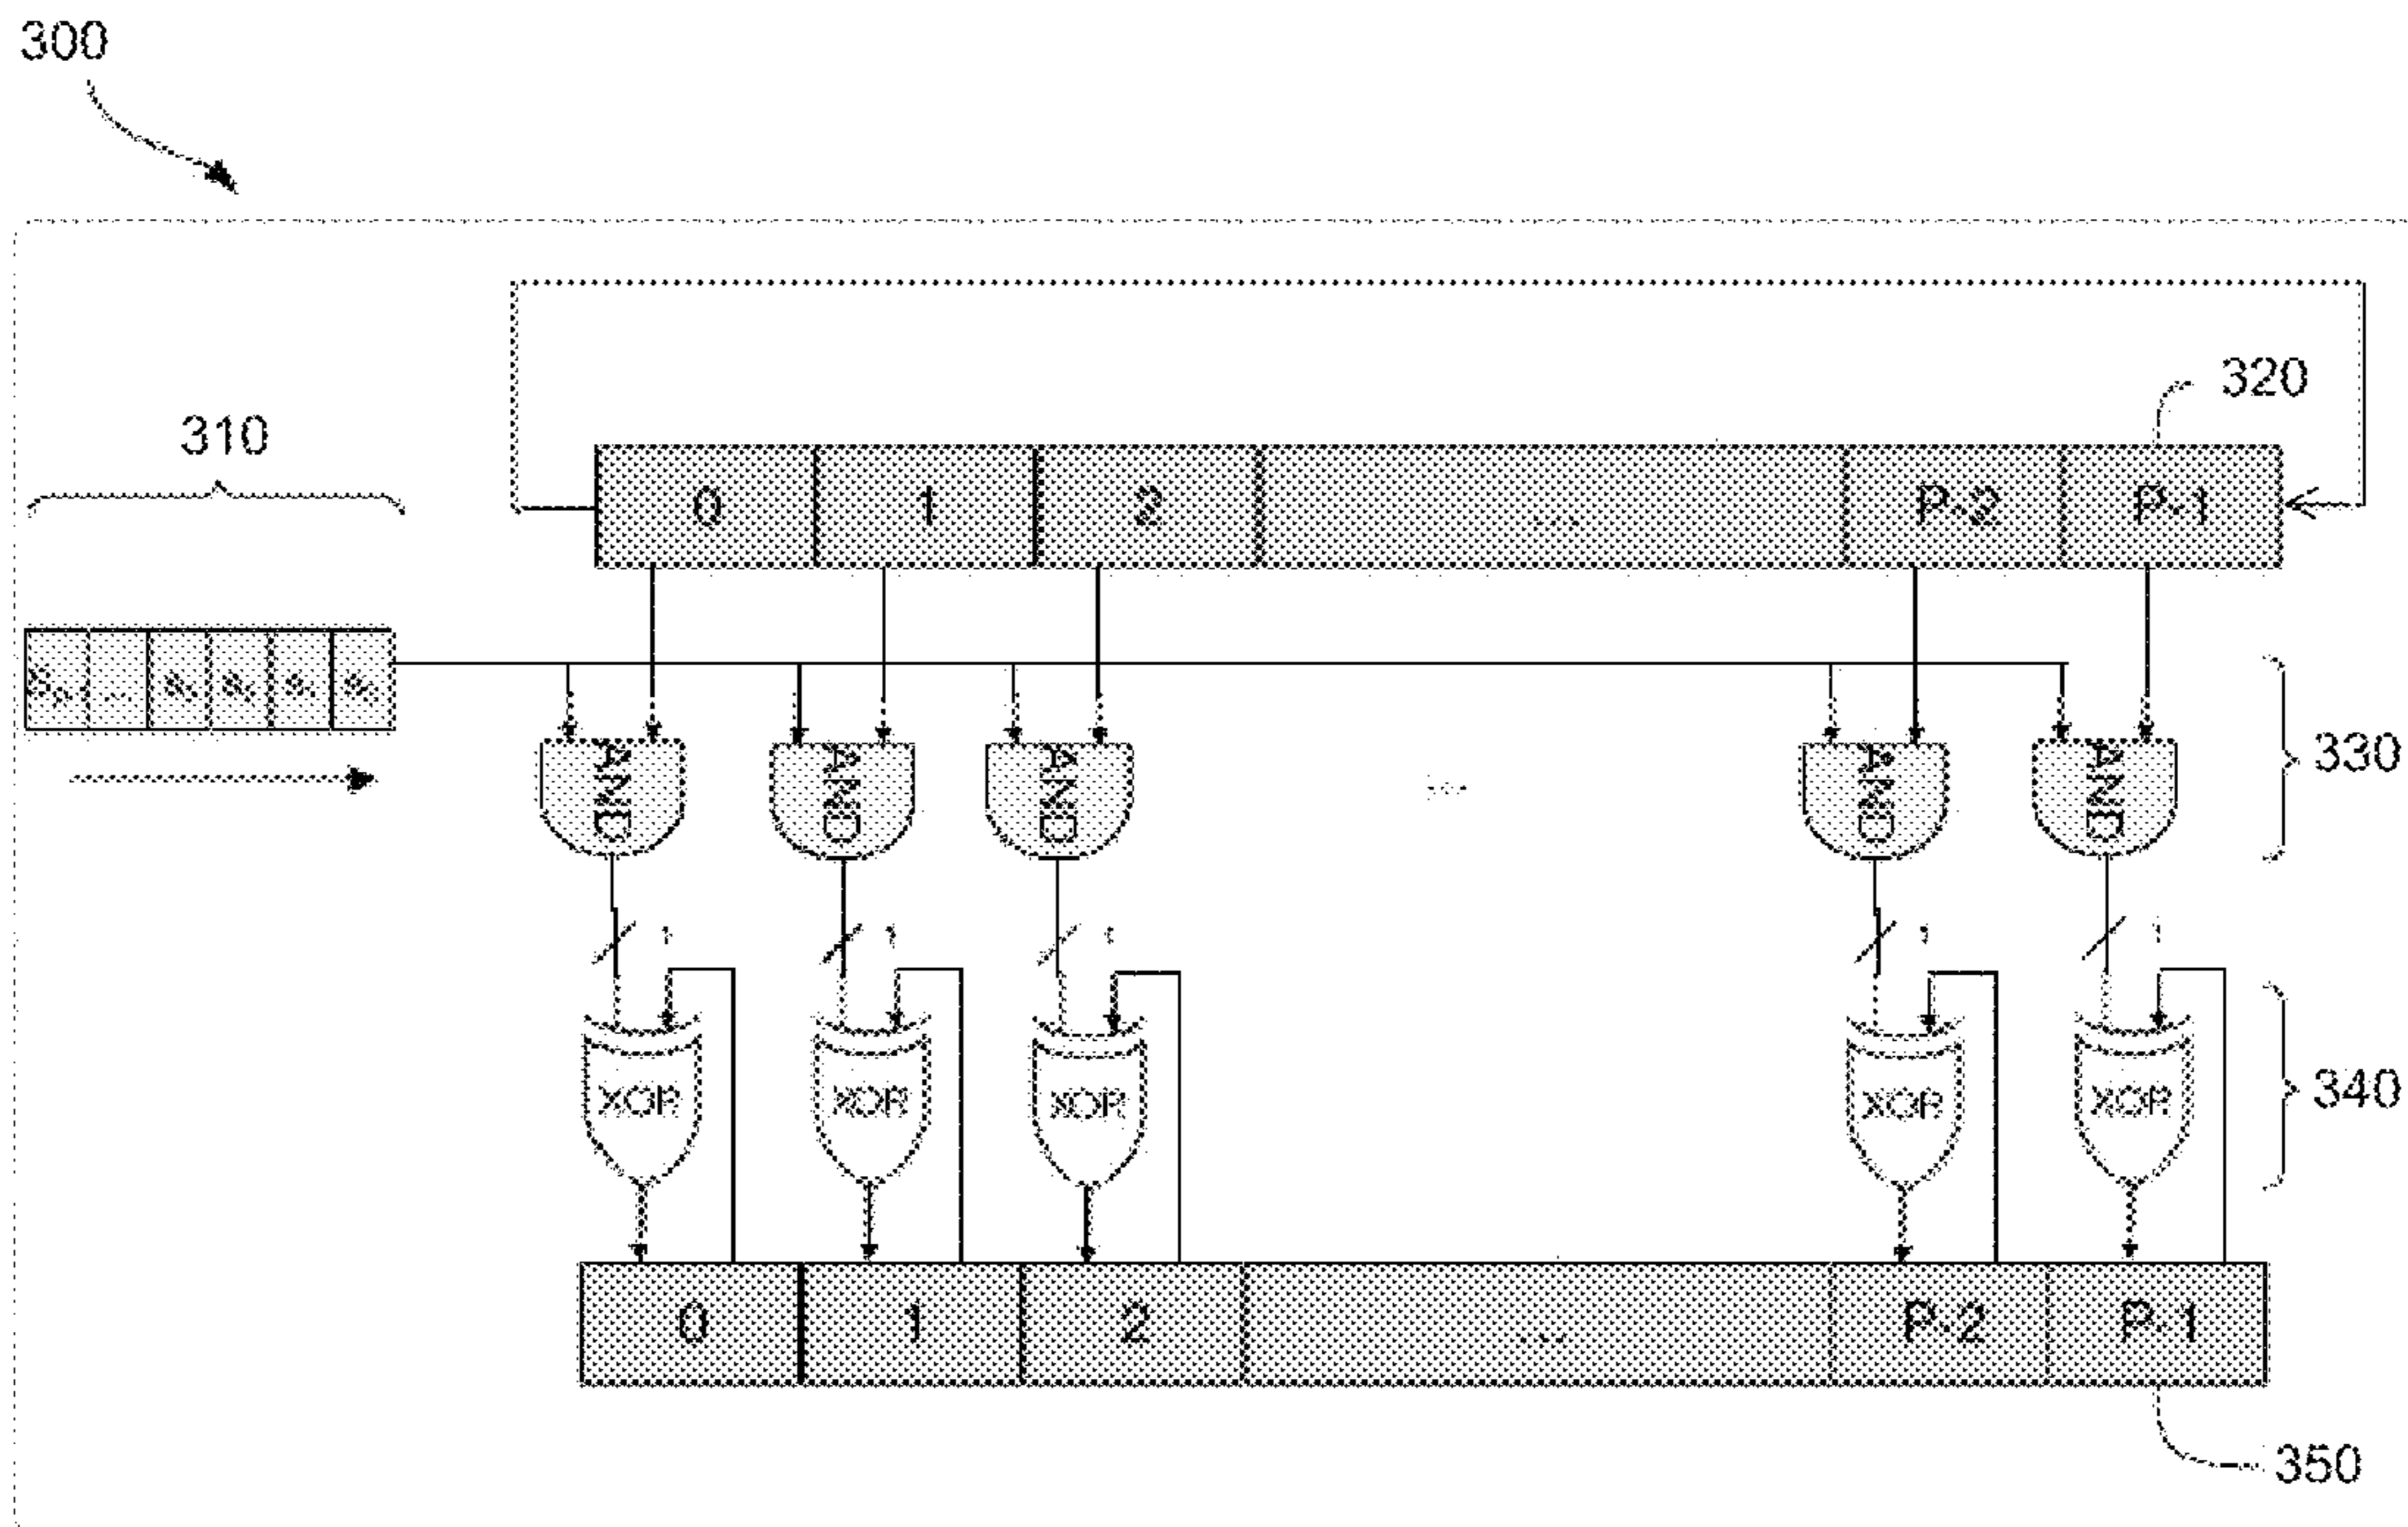 300
320
310
0 1 2 ... P-2 P-1
330
AND AND AND ... AND AND
1 1 1 1 1
340
XOR XOR XOR XOR XOR
0 1 2 ... P-2 P-1
350